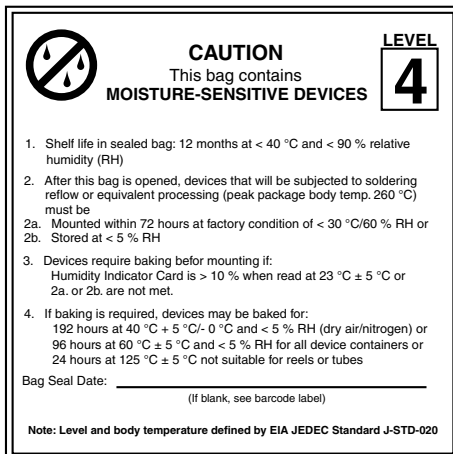 CAUTION
This bag contains
MOISTURE-SENSITIVE DEVICES
LEVEL
4
1. Shelf life in sealed bag: 12 months at < 40 °C and < 90 % relative
humidity (RH)
2. After this bag is opened, devices that will be subjected to soldering
reflow or equivalent processing (peak package body temp. 260 °C)
must be
2a. Mounted within 72 hours at factory condition of < 30 °C/60 % RH or
2b. Stored at < 5 % RH
3. Devices require baking befor mounting if:
Humidity Indicator Card is > 10 % when read at 23 °C ± 5 °C or
2a. or 2b. are not met.
4. If baking is required, devices may be baked for:
192 hours at 40 °C + 5 °C/- 0 °C and < 5 % RH (dry air/nitrogen) or
96 hours at 60 °C ± 5 °C and < 5 % RH for all device containers or
24 hours at 125 °C ± 5 °C not suitable for reels or tubes
Bag Seal Date:
(If blank, see barcode label)
Note: Level and body temperature defined by EIA JEDEC Standard J-STD-020